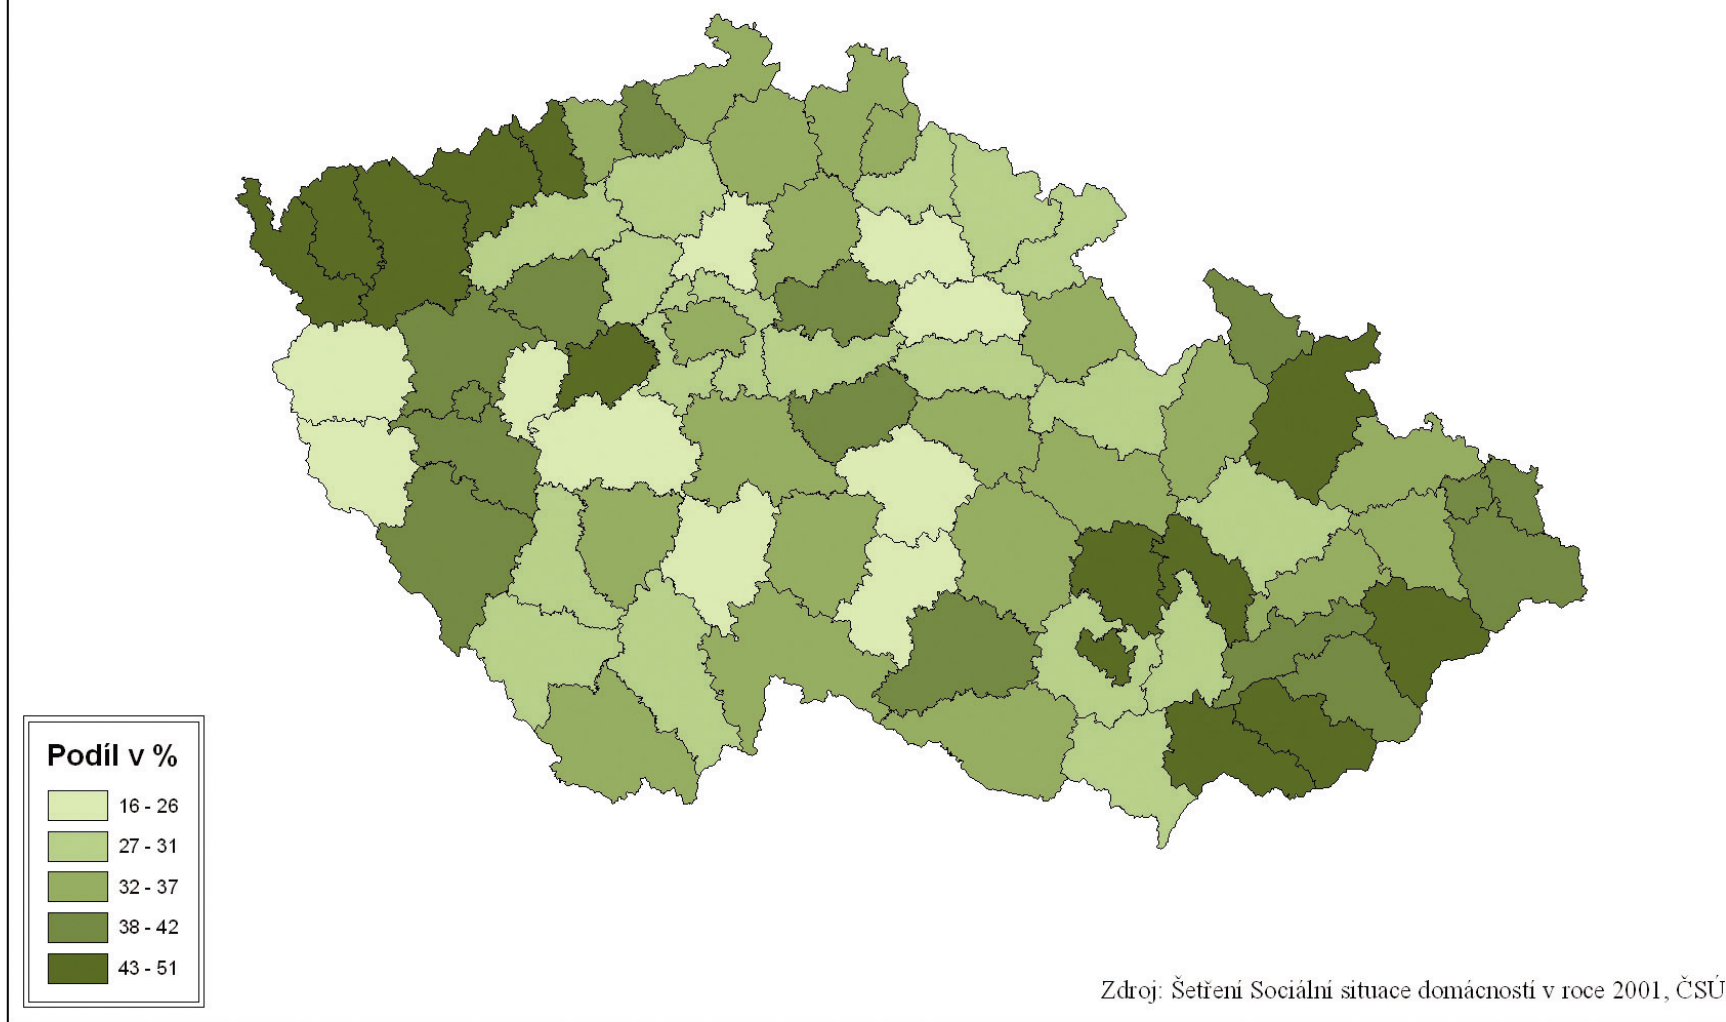 Podíl v %
16 - 26
27 - 31
32 - 37
38 - 42
43 - 51
Zdroj: Šetření Sociální situace domácností v roce 2001, ČSÚ